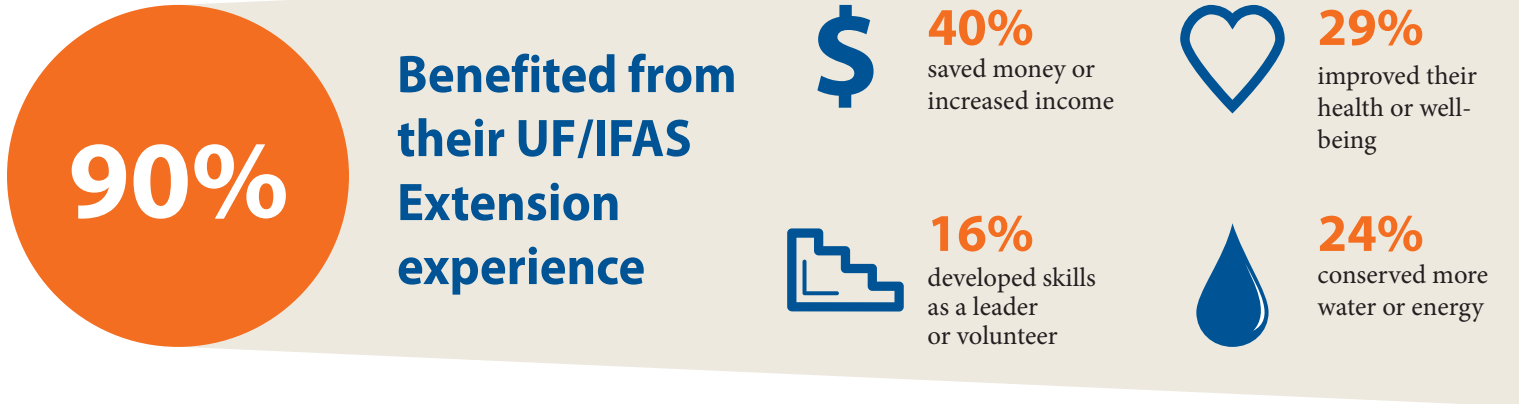 90%
Benefited from
their UF/IFAS
Extension
experience
$
40%
saved money or
increased income
29%
improved their
health or well-
being
16%
developed skills
as a leader
or volunteer
24%
conserved more
water or energy